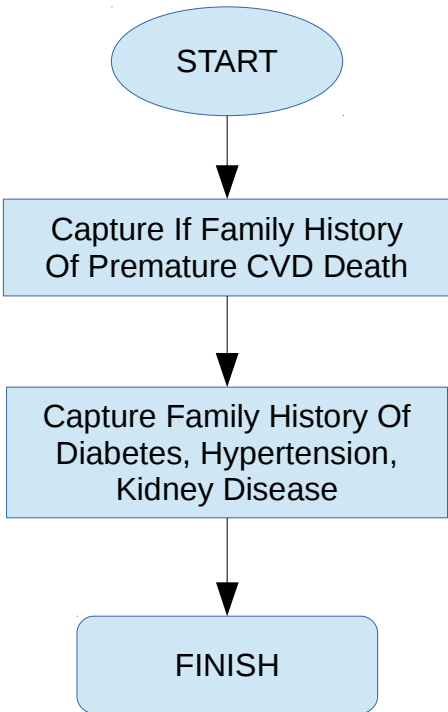 START
Capture If Family History
Of Premature CVD Death
Capture Family History Of
Diabetes, Hypertension,
Kidney Disease
FINISH